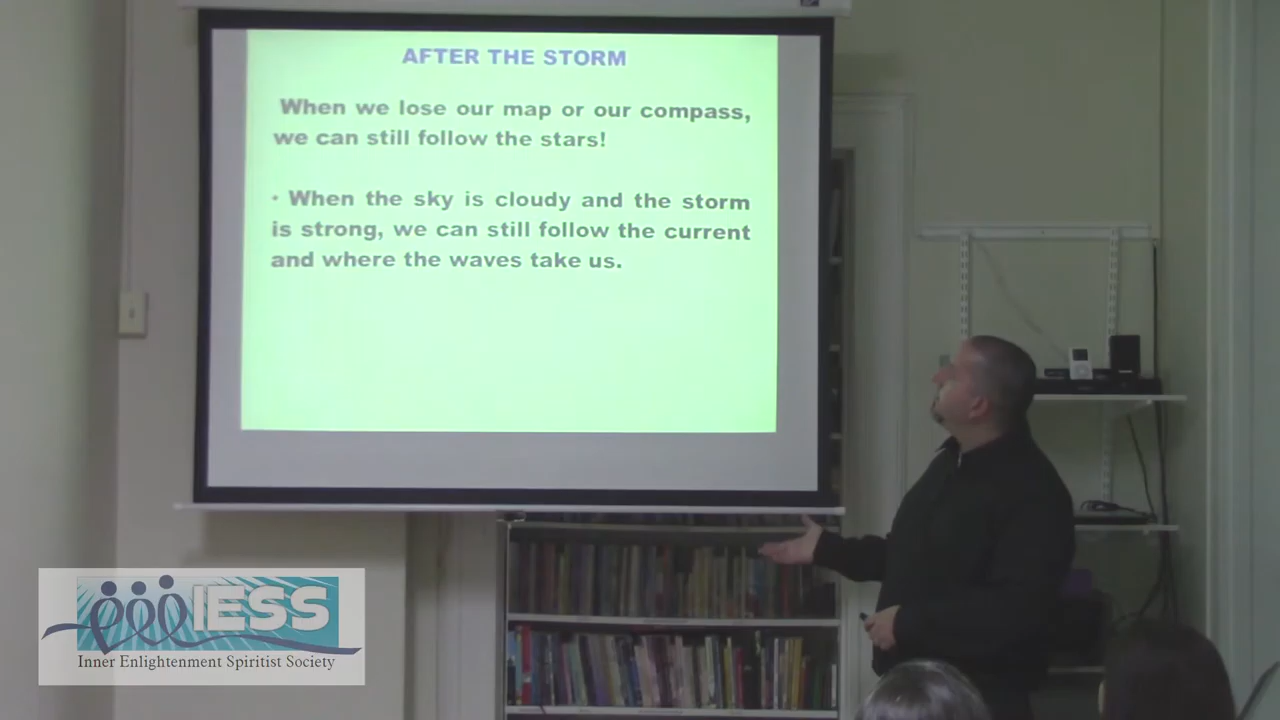 AFTER THE STORM
When we lose our map or our compass,
we can still follow the stars!
• When the sky is cloudy and the storm
is strong, we can still follow the current
and where the waves take us.
IESS
Inner Enlightenment Spiritist Society